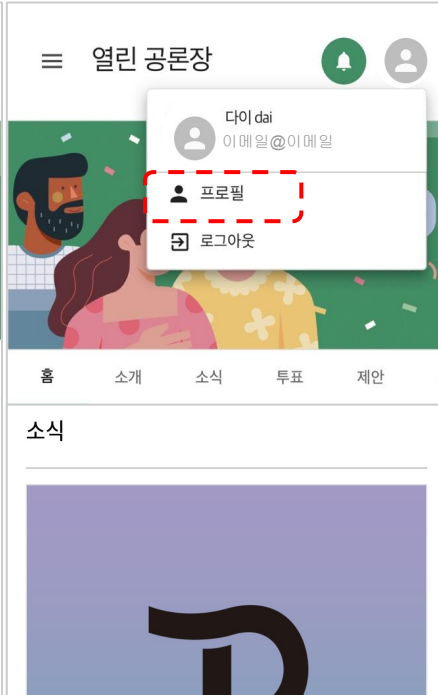 열린 공론장
다이 dai
이메일@이메일
프로필
로그아웃
홈 소개 소식 투표 제안
소식